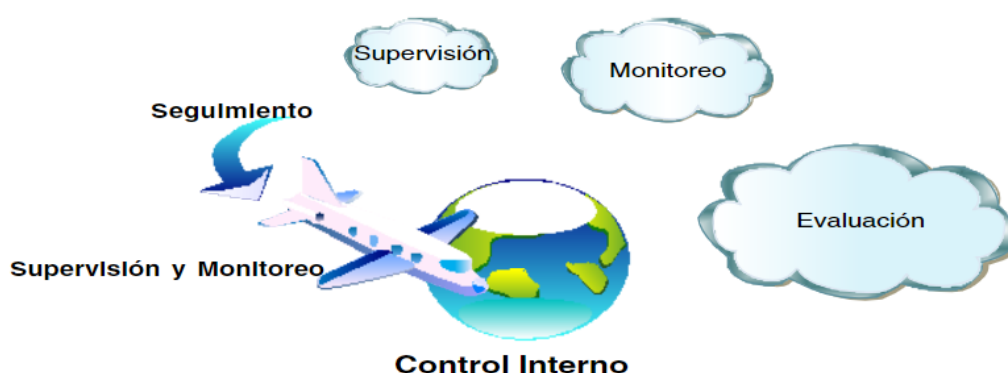 Supervisión
Monitoreo
Seguimiento
Evaluación
Supervisión y Monitoreo
Control Interno